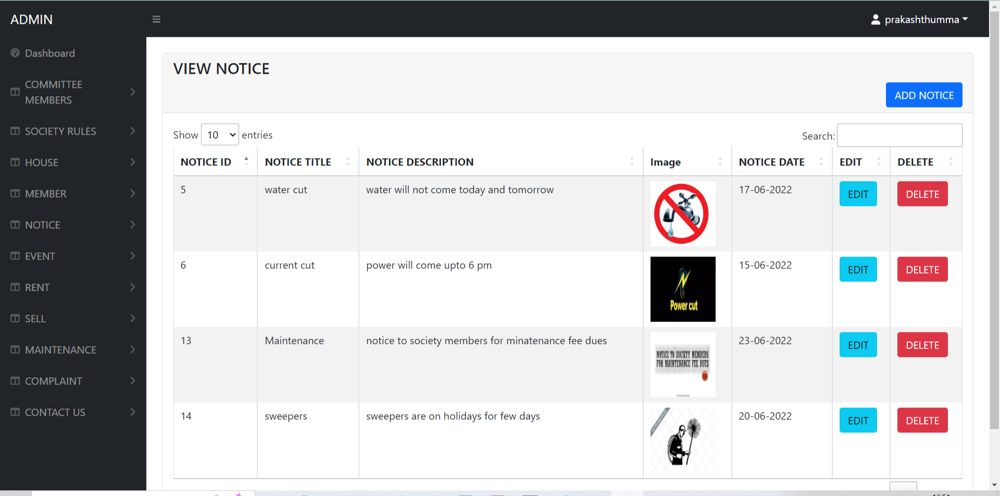 ADMIN
prakashthumma
Dashboard
COMMITTEE
MEMBERS
SOCIETY RULES
HOUSE
MEMBER
NOTICE
EVENT
RENT
SELL
MAINTENANCE
COMPLAINT
CONTACT US
VIEW NOTICE
ADD NOTICE
Show 10 entries
Search:
NOTICE ID NOTICE TITLE NOTICE DESCRIPTION Image NOTICE DATE EDIT DELETE
5 water cut water will not come today and tomorrow 17-06-2022 EDIT DELETE
6 current cut power will come upto 6 pm 15-06-2022 EDIT DELETE
Power cut
13 Maintenance notice to society members for minatenance fee dues 23-06-2022 EDIT DELETE
NOTICE TO SOCIETY MEMBERS
FOR MAINTENANCE FEE DUES
14 sweepers sweepers are on holidays for few days 20-06-2022 EDIT DELETE